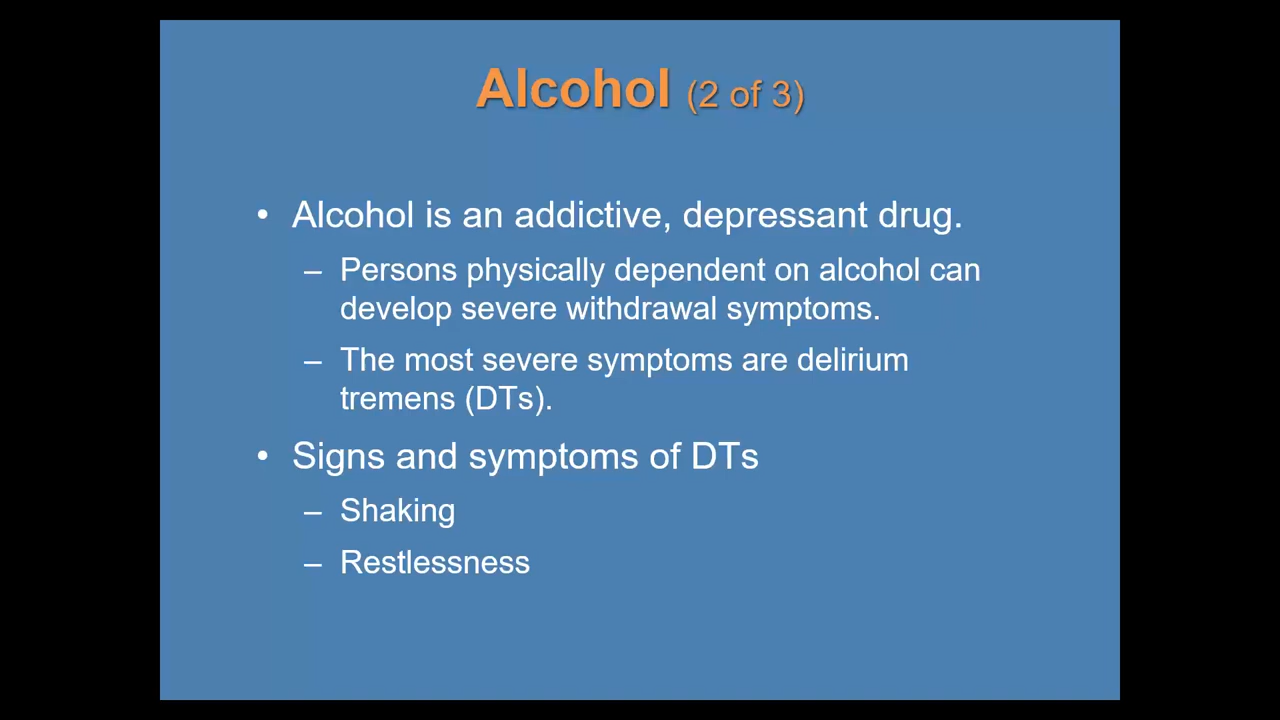 Alcohol (2 of 3)
• Alcohol is an addictive, depressant drug.
– Persons physically dependent on alcohol can
develop severe withdrawal symptoms.
– The most severe symptoms are delirium
tremens (DTs).
• Signs and symptoms of DTs
– Shaking
– Restlessness